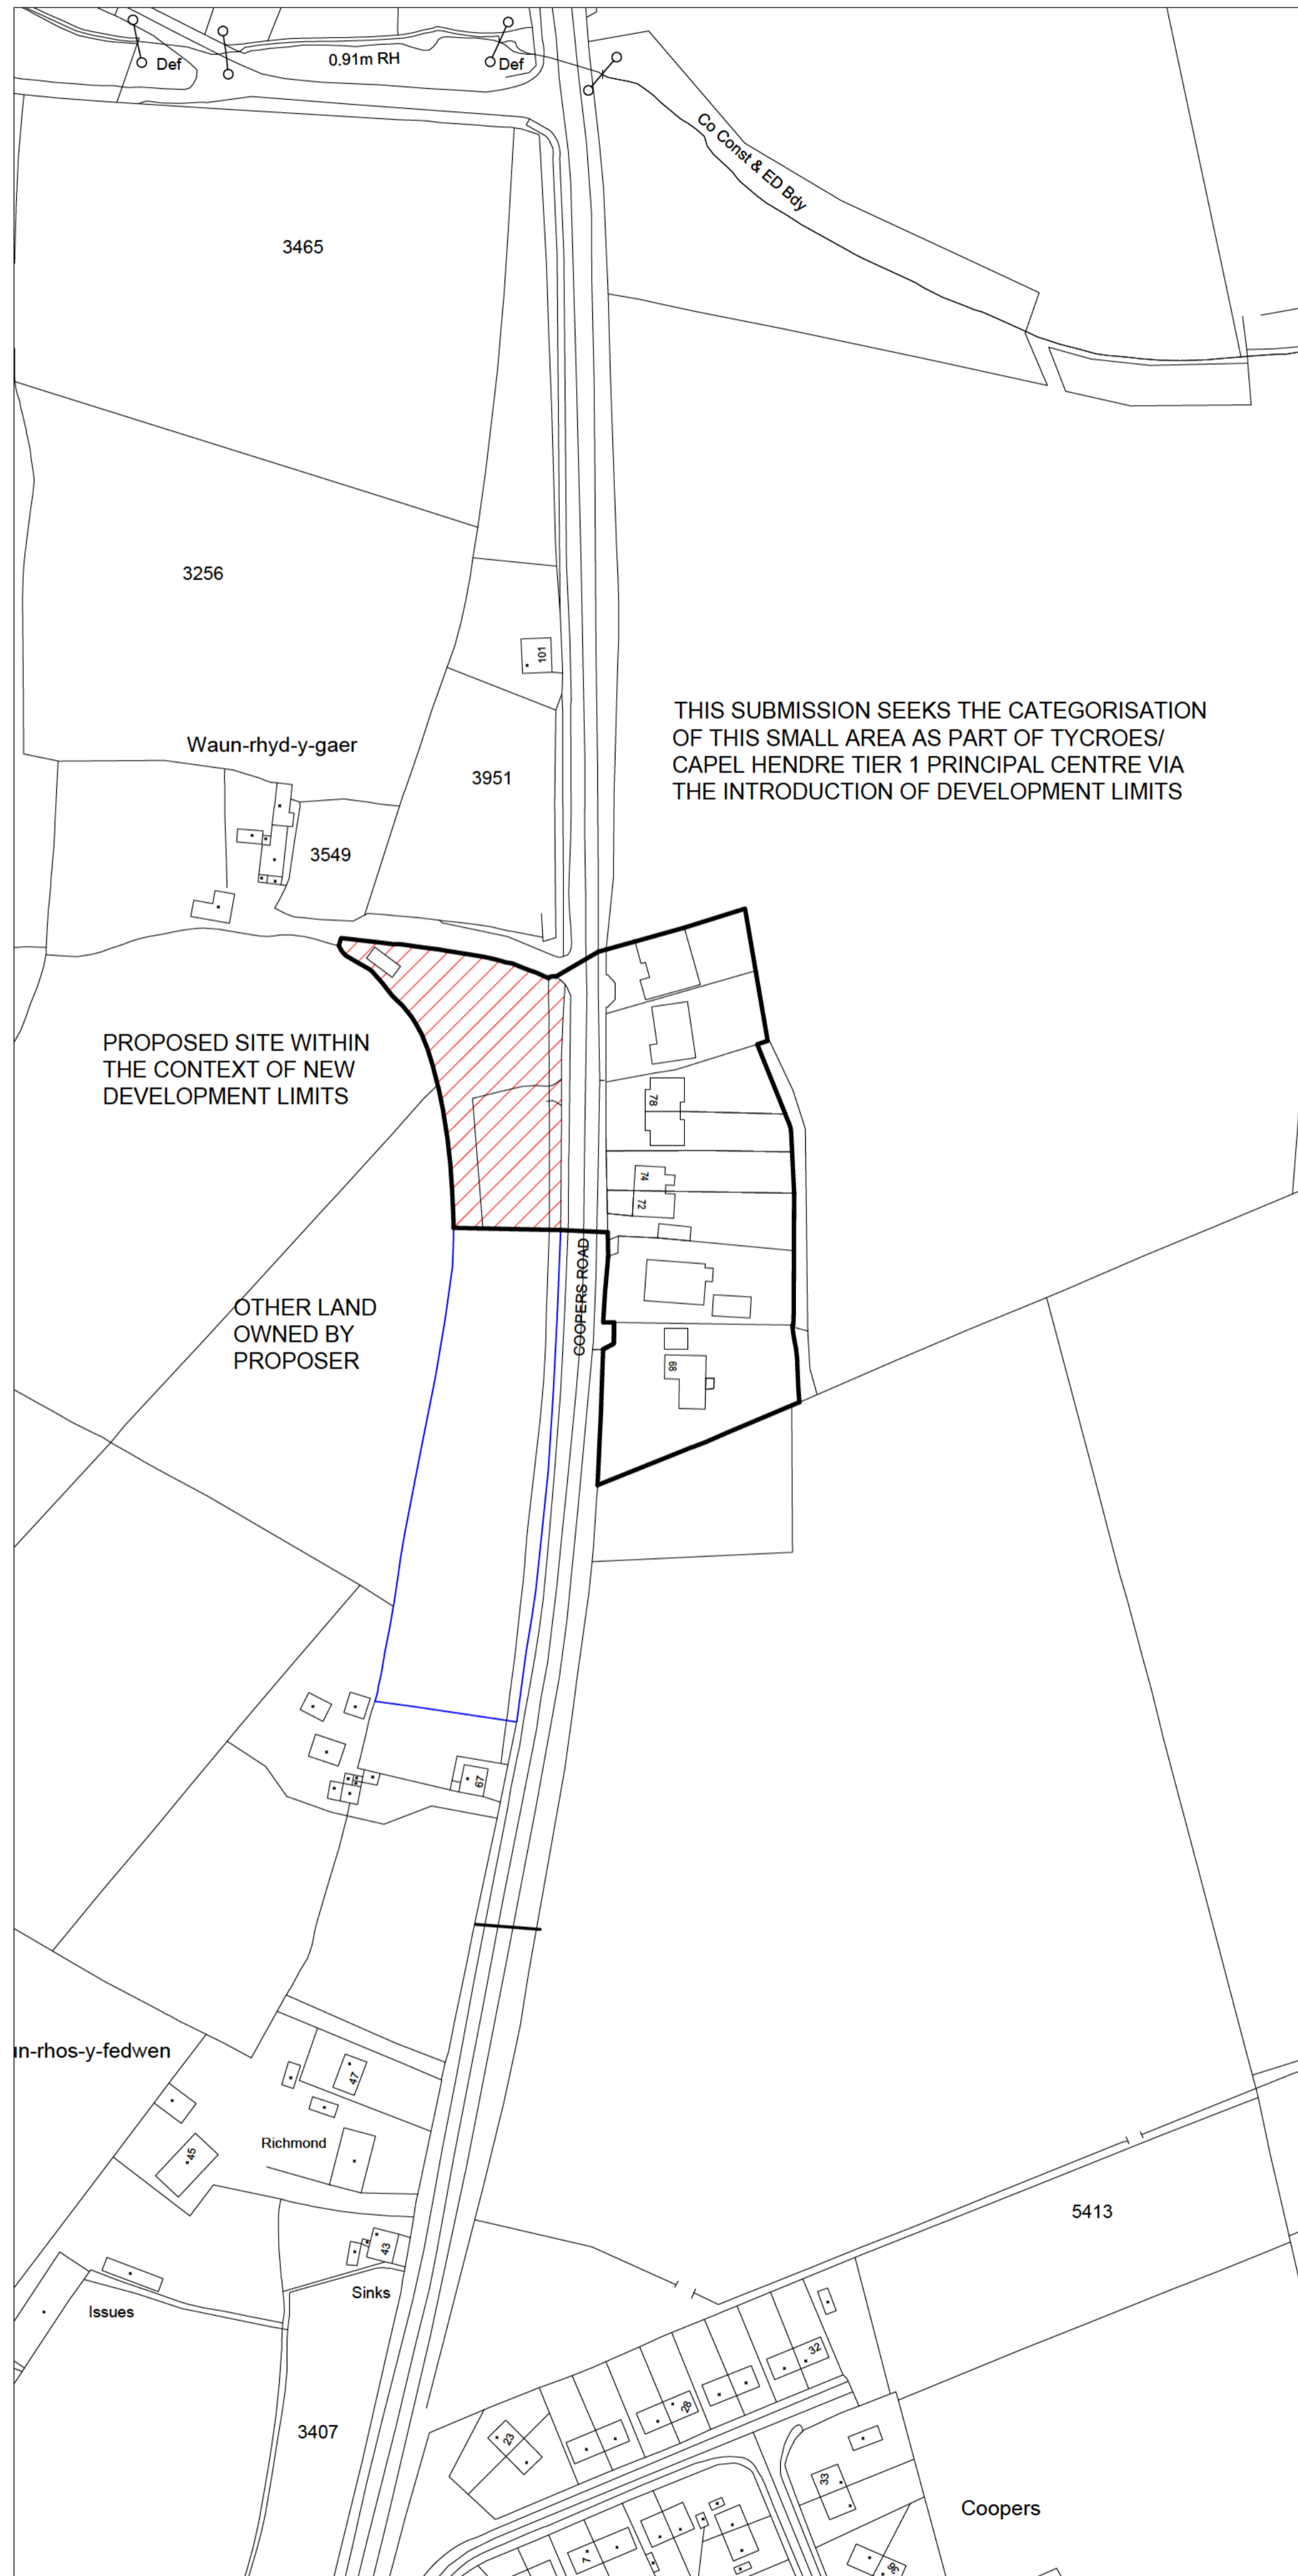 Def
0.91m RH
Def
Co Const & ED Bdy
3465
3256
101
THIS SUBMISSION SEEKS THE CATEGORISATION
OF THIS SMALL AREA AS PART OF TYCROES/
CAPEL HENDRE TIER 1 PRINCIPAL CENTRE VIA
THE INTRODUCTION OF DEVELOPMENT LIMITS
Waun-rhyd-y-gaer
3951
3549
PROPOSED SITE WITHIN
THE CONTEXT OF NEW
DEVELOPMENT LIMITS
78
74
72
COOPERS ROAD
OTHER LAND
OWNED BY
PROPOSER
68
67
un-rhos-y-fedwen
47
Richmond
45
43
Sinks
Issues
5413
32
28
23
3407
33
Coopers
7
36